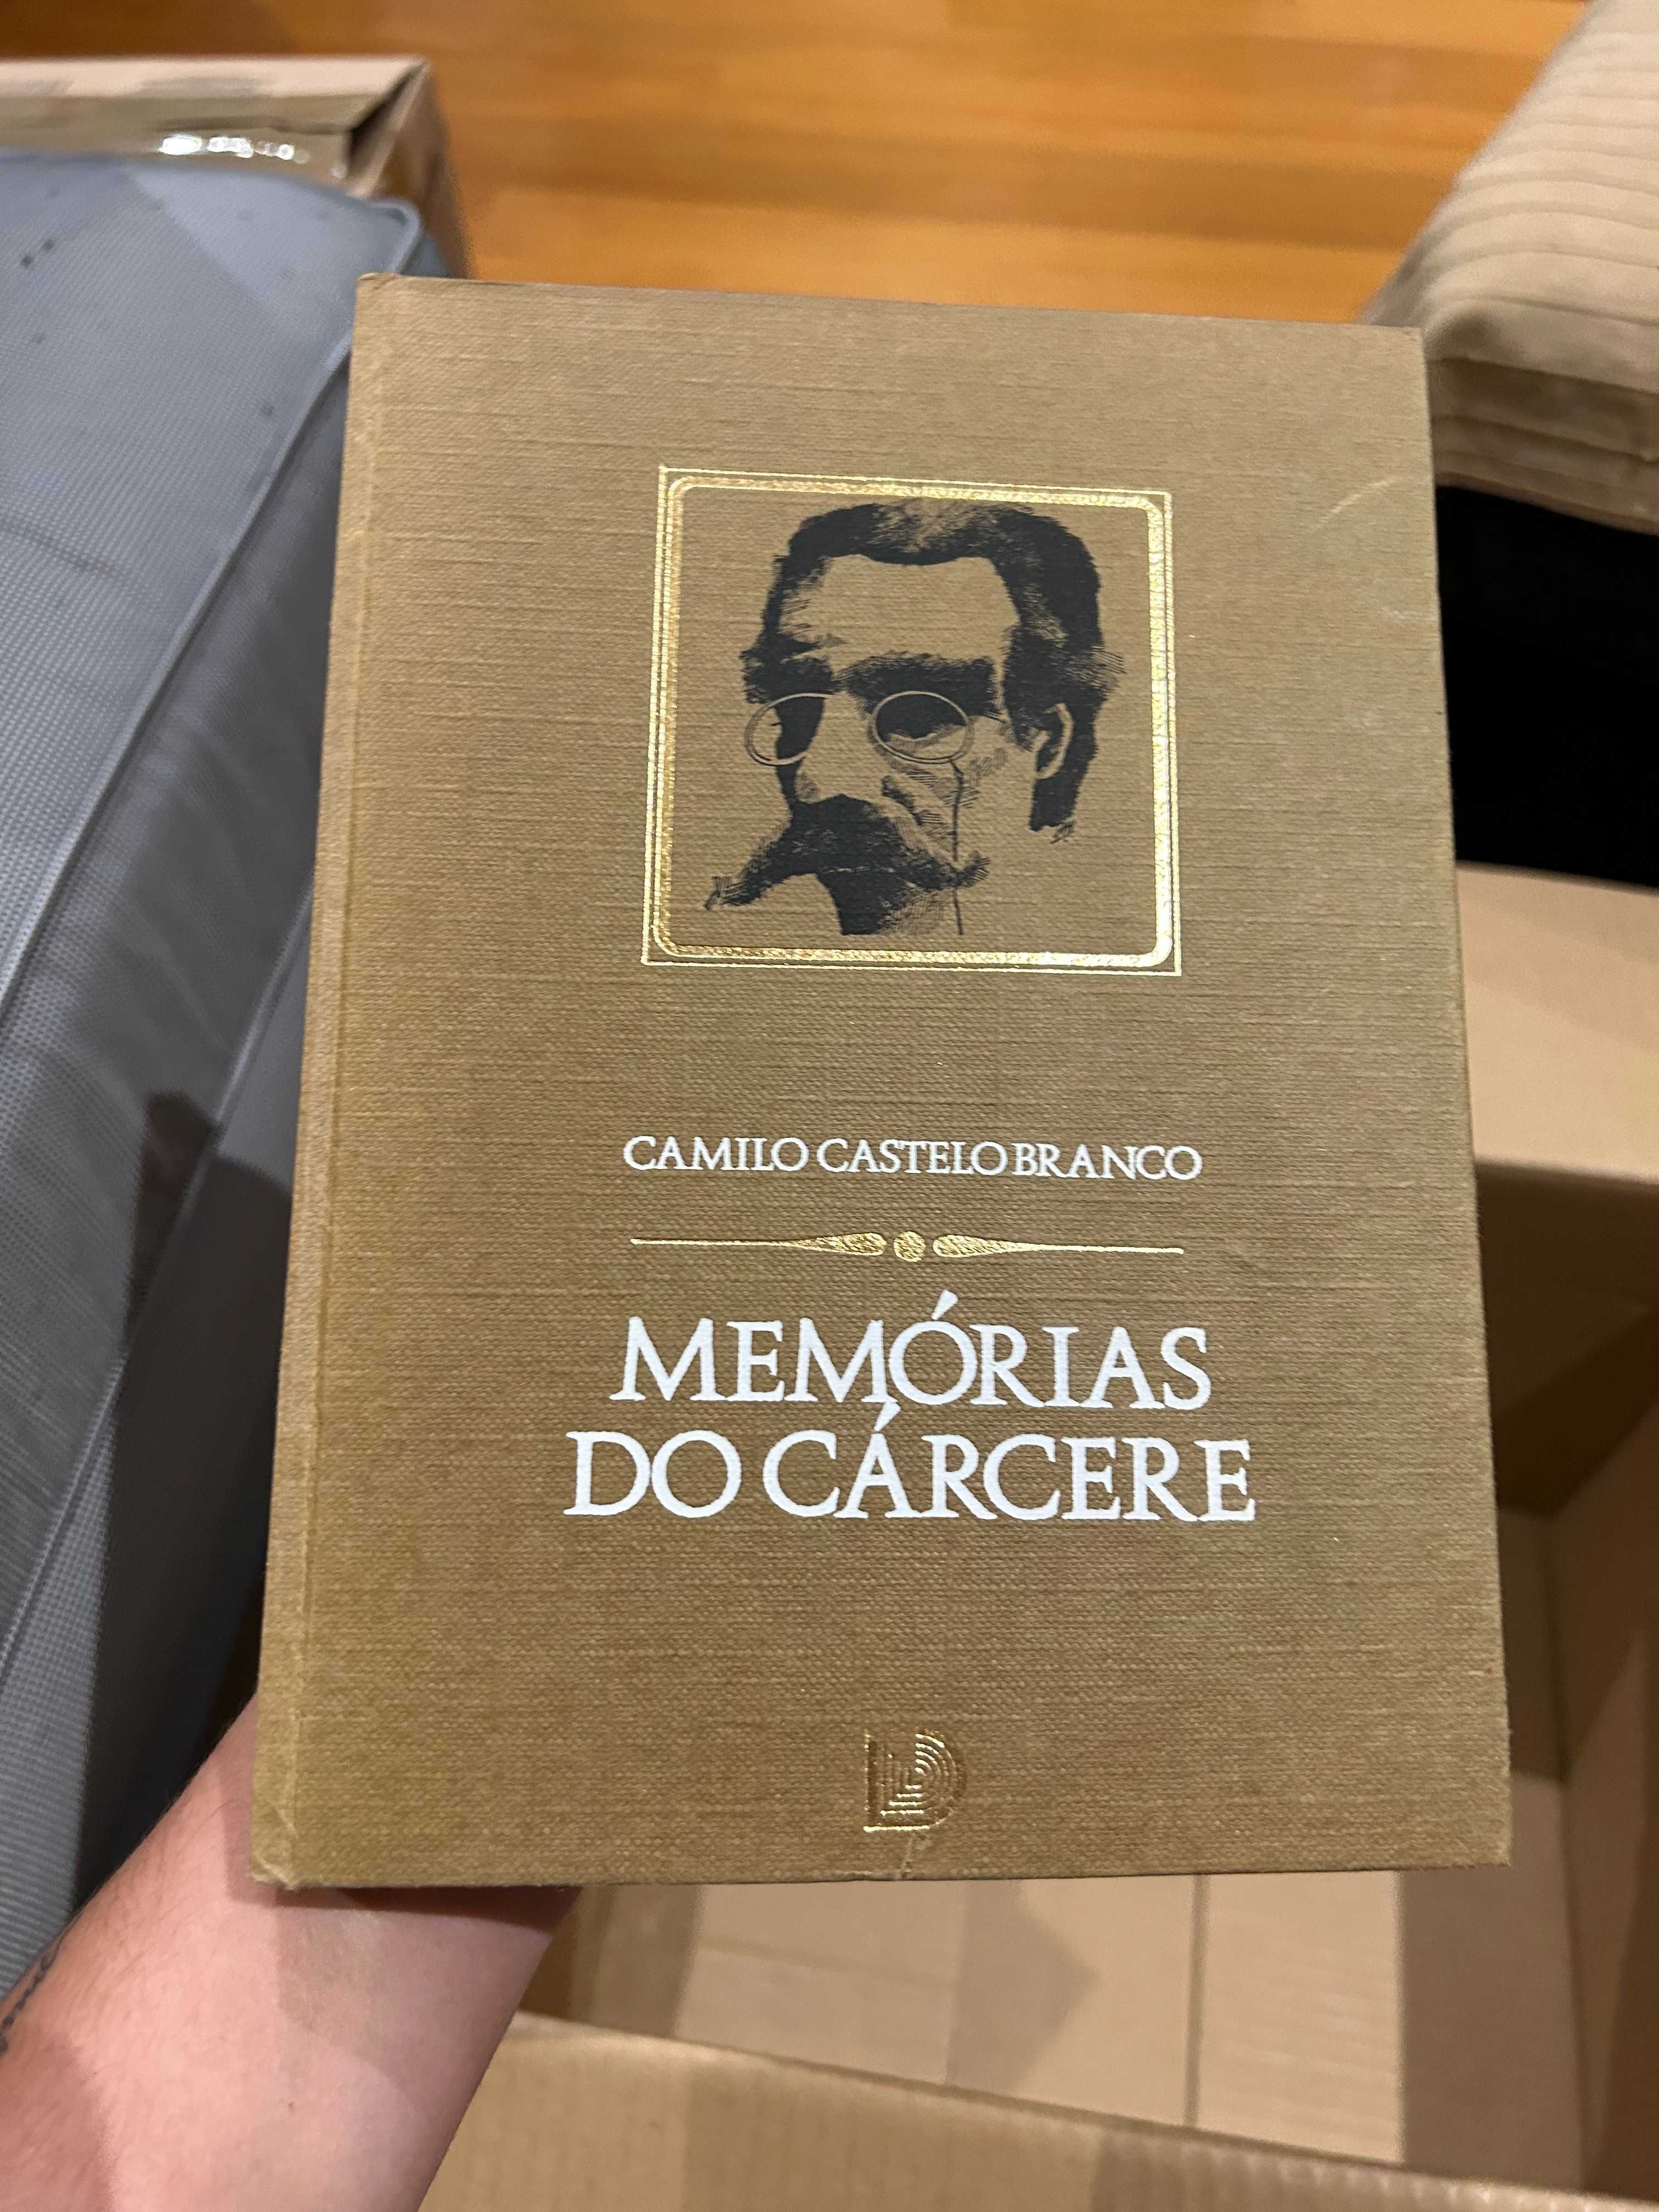 CAMILO CASTELO BRANCO
MEMÓRIAS
DO CÁRCERE